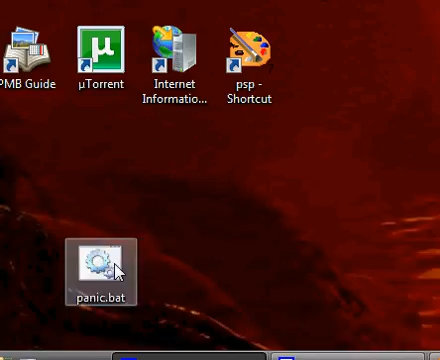 PMB Guide
µTorrent
Internet
Informatio...
psp -
Shortcut
panic.bat